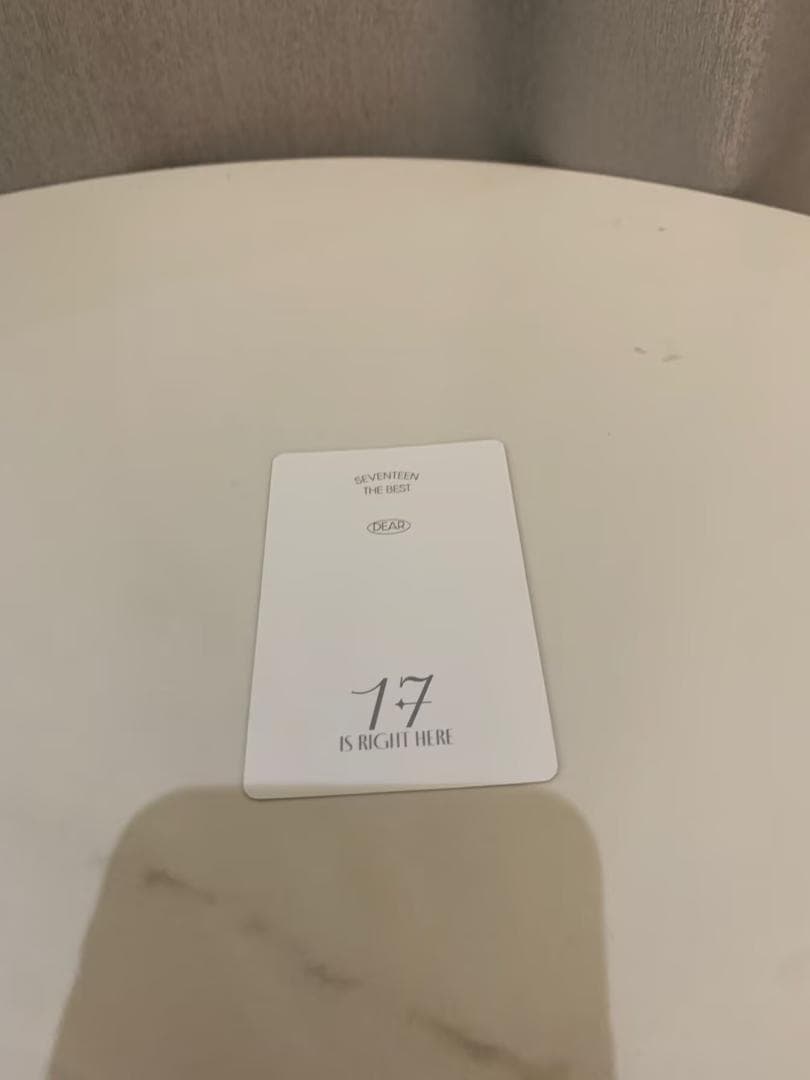 SEVENTEEN
THE BEST
DEAR
17
IS RIGHT HERE